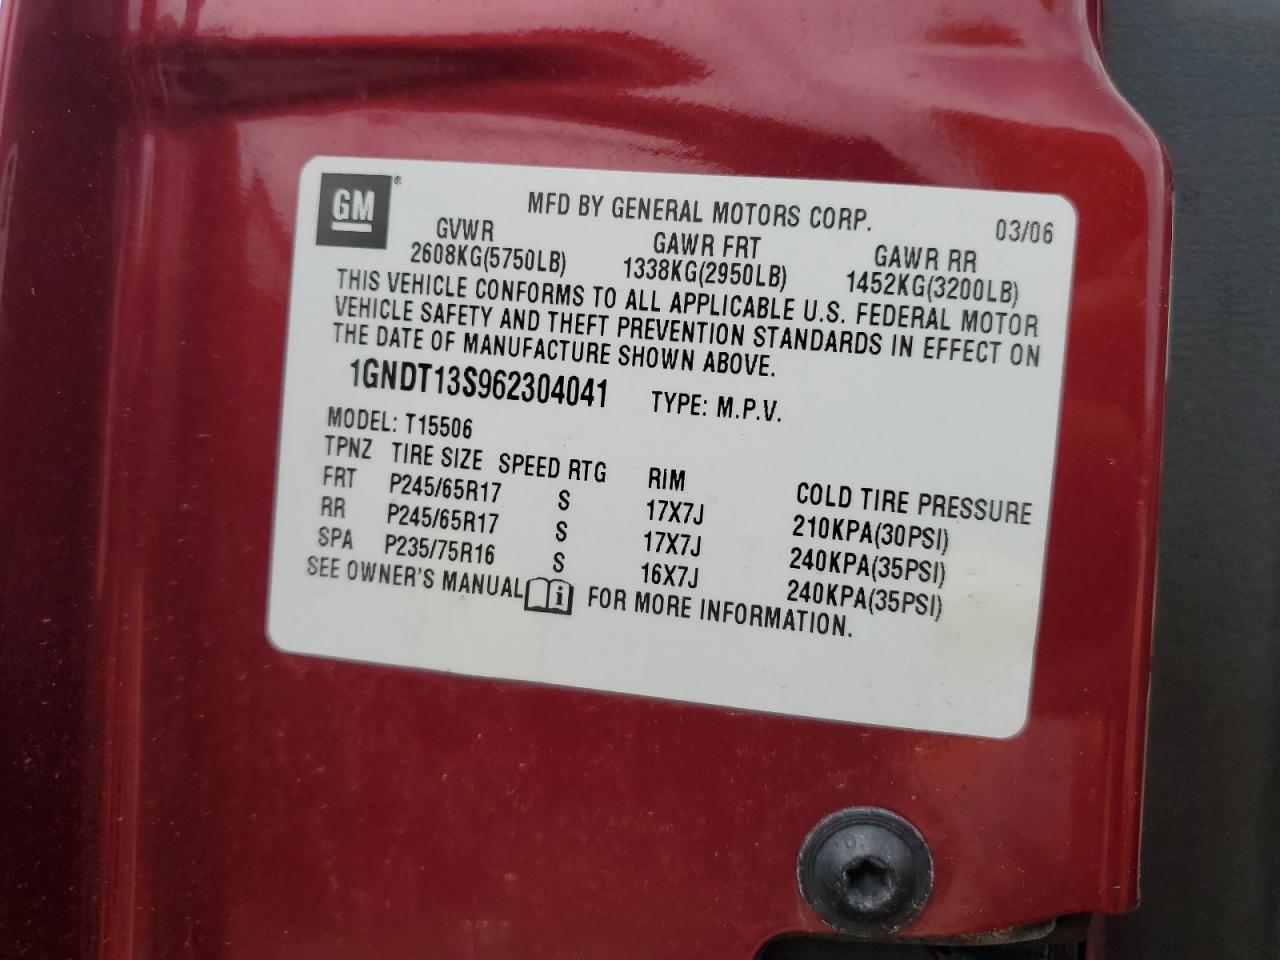 GM ® MFD BY GENERAL MOTORS CORP. 03/06
GVWR GAWR FRT GAWR RR
2608KG(5750LB) 1338KG(2950LB) 1452KG(3200LB)
THIS VEHICLE CONFORMS TO ALL APPLICABLE U.S. FEDERAL MOTOR
VEHICLE SAFETY AND THEFT PREVENTION STANDARDS IN EFFECT ON
THE DATE OF MANUFACTURE SHOWN ABOVE.
1GNDT13S962304041 TYPE: M.P.V.
MODEL: T15506
TPNZ TIRE SIZE SPEED RTG RIM COLD TIRE PRESSURE
FRT P245/65R17 S 17X7J 210KPA(30PSI)
RR P245/65R17 S 17X7J 240KPA(35PSI)
SPA P235/75R16 S 16X7J 240KPA(35PSI)
SEE OWNER'S MANUAL i FOR MORE INFORMATION.